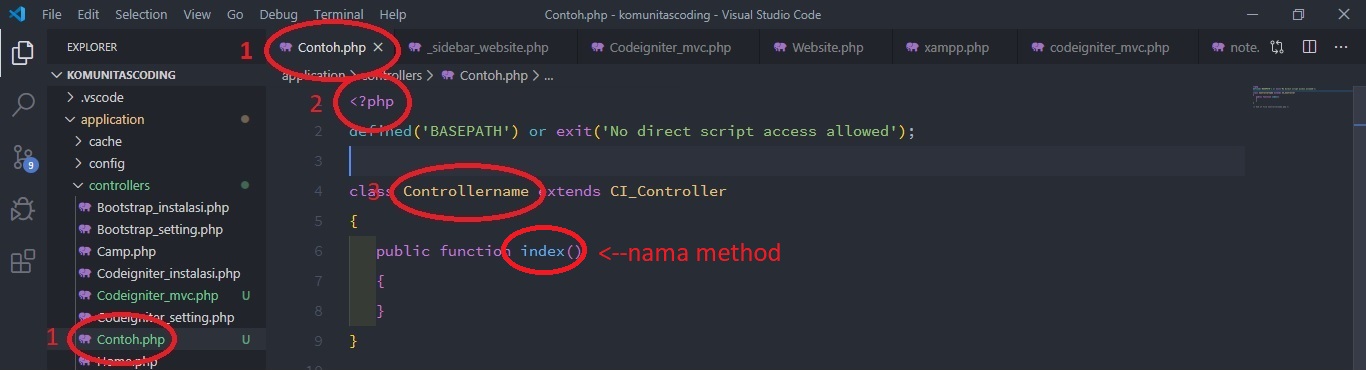 File Edit Selection View Go Debug Terminal Help
Contoh.php - komunitascoding - Visual Studio Code
EXPLORER
1 Contoh.php _sidebar_website.php Codeigniter_mvc.php Website.php xampp.php codeigniter_mvc.php note.
KOMUNITASCODING
application > controllers > Contoh.php > ...
.vscode
application
cache
config
controllers
Bootstrap_instalasi.php
Bootstrap_setting.php
Camp.php
Codeigniter_instalasi.php
Codeigniter_mvc.php U
Codeigniter_setting.php
1 Contoh.php U
Home.php
9
2 <?php
2 defined('BASEPATH') or exit('No direct script access allowed');
3
3 4 class Controllername extends CI_Controller
5 {
6 public function index() <--nama method
7 {
8 }
9 }
10